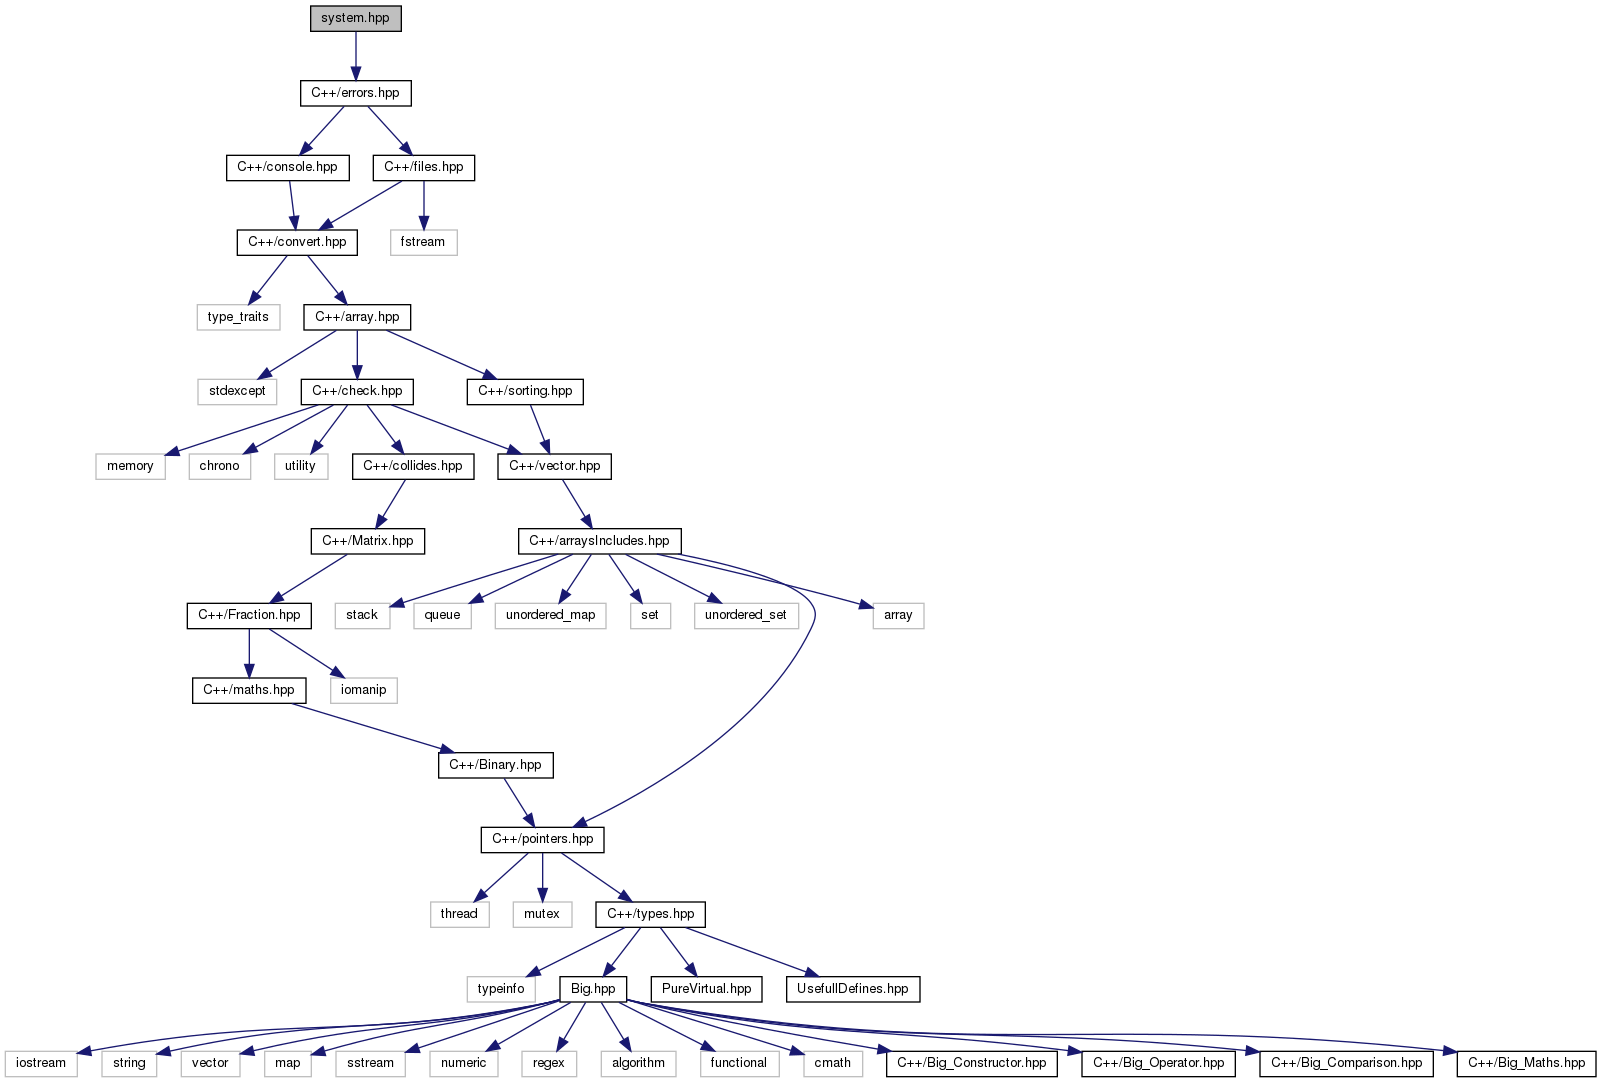 system.hpp
C++/errors.hpp
C++/console.hpp
C++/files.hpp
C++/convert.hpp
fstream
type_traits
C++/array.hpp
stdexcept
C++/check.hpp
C++/sorting.hpp
memory
chrono
utility
C++/collides.hpp
C++/vector.hpp
C++/Matrix.hpp
C++/arraysIncludes.hpp
C++/Fraction.hpp
stack
queue
unordered_map
set
unordered_set
array
C++/maths.hpp
iomanip
C++/Binary.hpp
C++/pointers.hpp
thread
mutex
C++/types.hpp
typeinfo
Big.hpp
PureVirtual.hpp
UsefullDefines.hpp
iostream
string
vector
map
sstream
numeric
regex
algorithm
functional
cmath
C++/Big_Constructor.hpp
C++/Big_Operator.hpp
C++/Big_Comparison.hpp
C++/Big_Maths.hpp